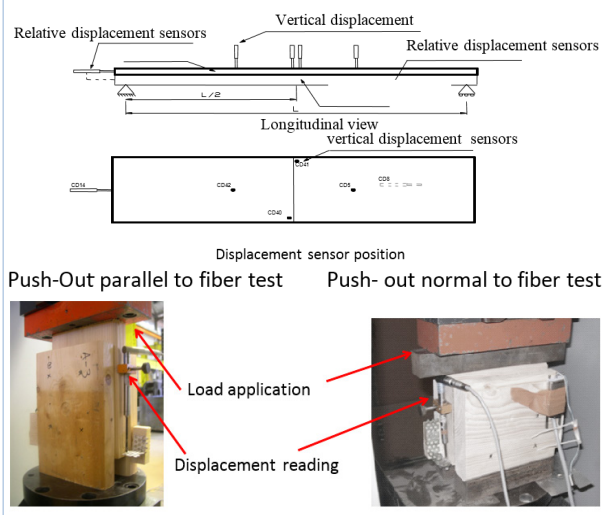 Vertical displacement
Relative displacement sensors
Relative displacement sensors
L/2
L
Longitudinal view
vertical displacement sensors
CD41
CD14
CD42
CD5
CD8
CD40
Displacement sensor position
Push-Out parallel to fiber test
Push- out normal to fiber test
Load application
Displacement reading